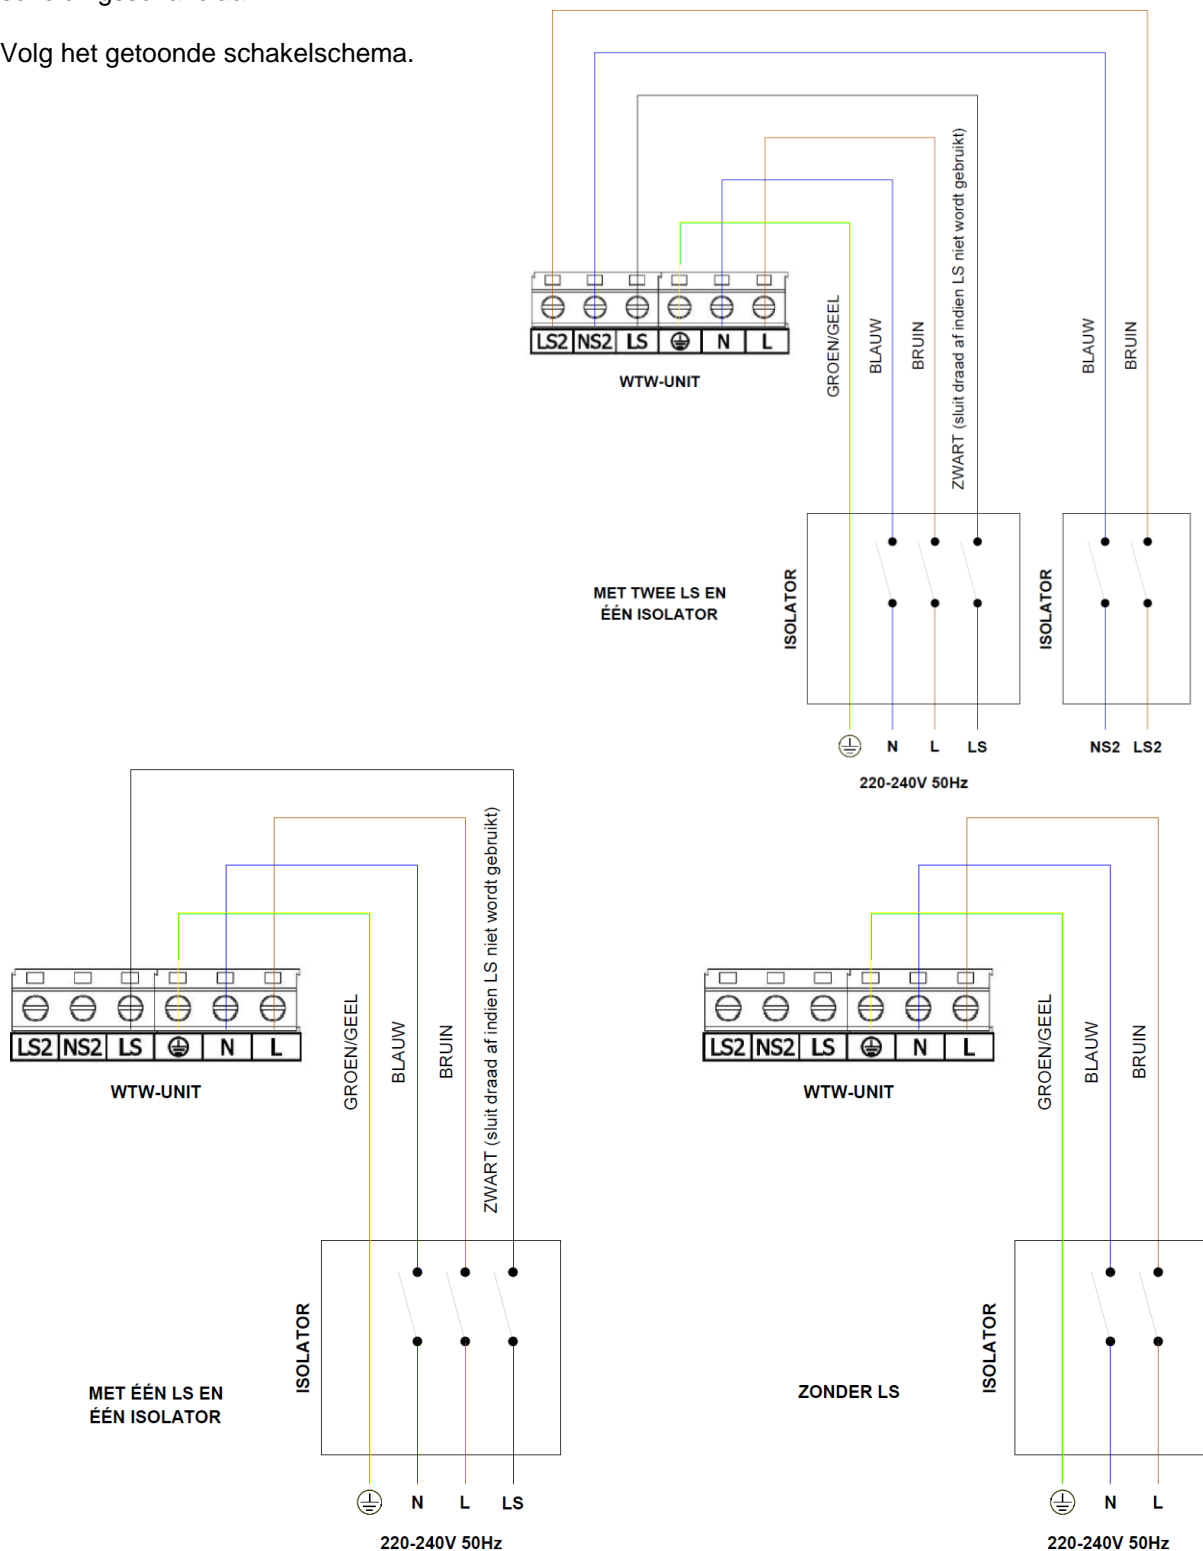 Volg het getoonde schakelschema.
LS2 NS2 LS N L
WTW-UNIT
GROEN/GEEL
BLAUW
BRUIN
ZWART (sluit draad af indien LS niet wordt gebruikt)
BLAUW
BRUIN
MET TWEE LS EN
ÉÉN ISOLATOR
ISOLATOR
ISOLATOR
N L LS
NS2 LS2
220-240V 50Hz
LS2 NS2 LS N L
WTW-UNIT
GROEN/GEEL
BLAUW
BRUIN
ZWART (sluit draad af indien LS niet wordt gebruikt)
MET ÉÉN LS EN
ÉÉN ISOLATOR
ISOLATOR
N L LS
220-240V 50Hz
LS2 NS2 LS N L
WTW-UNIT
GROEN/GEEL
BLAUW
BRUIN
ZONDER LS
ISOLATOR
N L
220-240V 50Hz